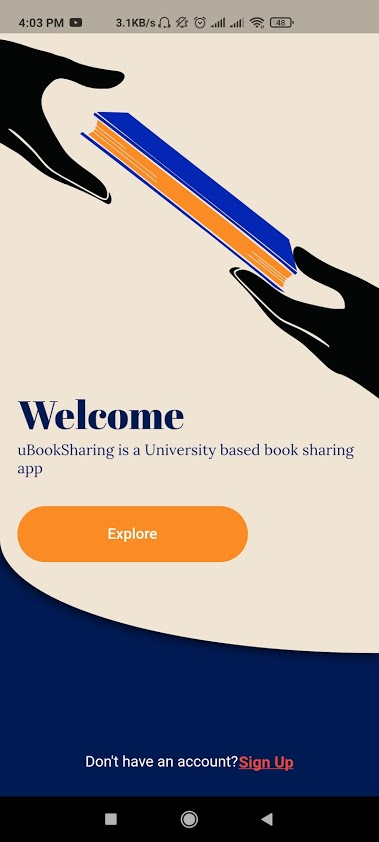 4:03 PM 3.1KB/s 48
Welcome
uBookSharing is a University based book sharing
app
Explore
Don't have an account?Sign Up